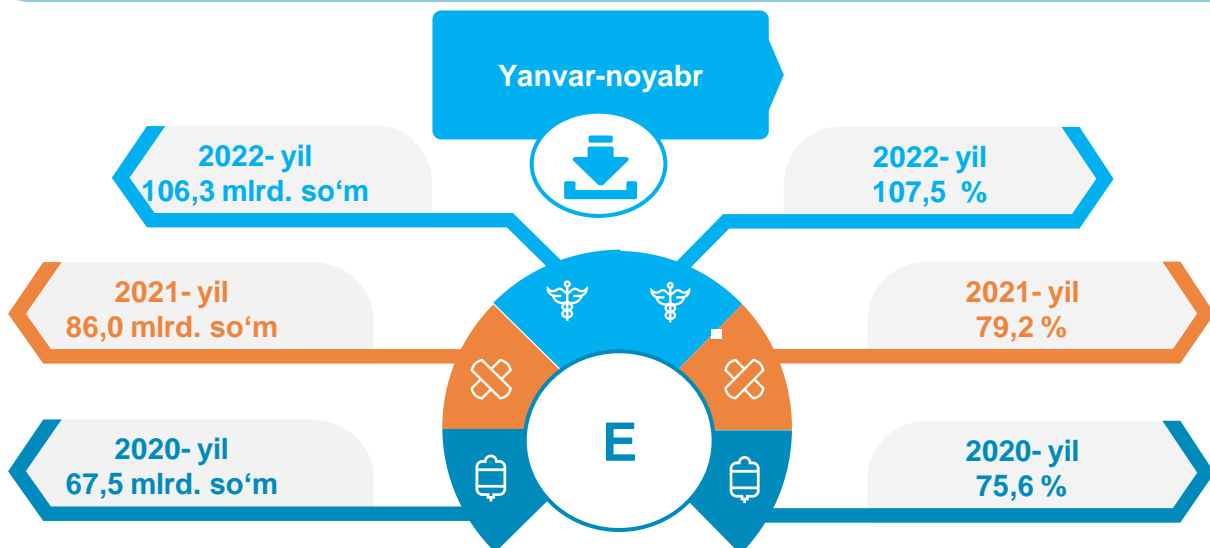 Yanvar-noyabr
2022- yil
106,3 mlrd. so‘m
2022- yil
107,5 %
2021- yil
86,0 mlrd. so‘m
2021- yil
79,2 %
E
2020- yil
67,5 mlrd. so‘m
2020- yil
75,6 %